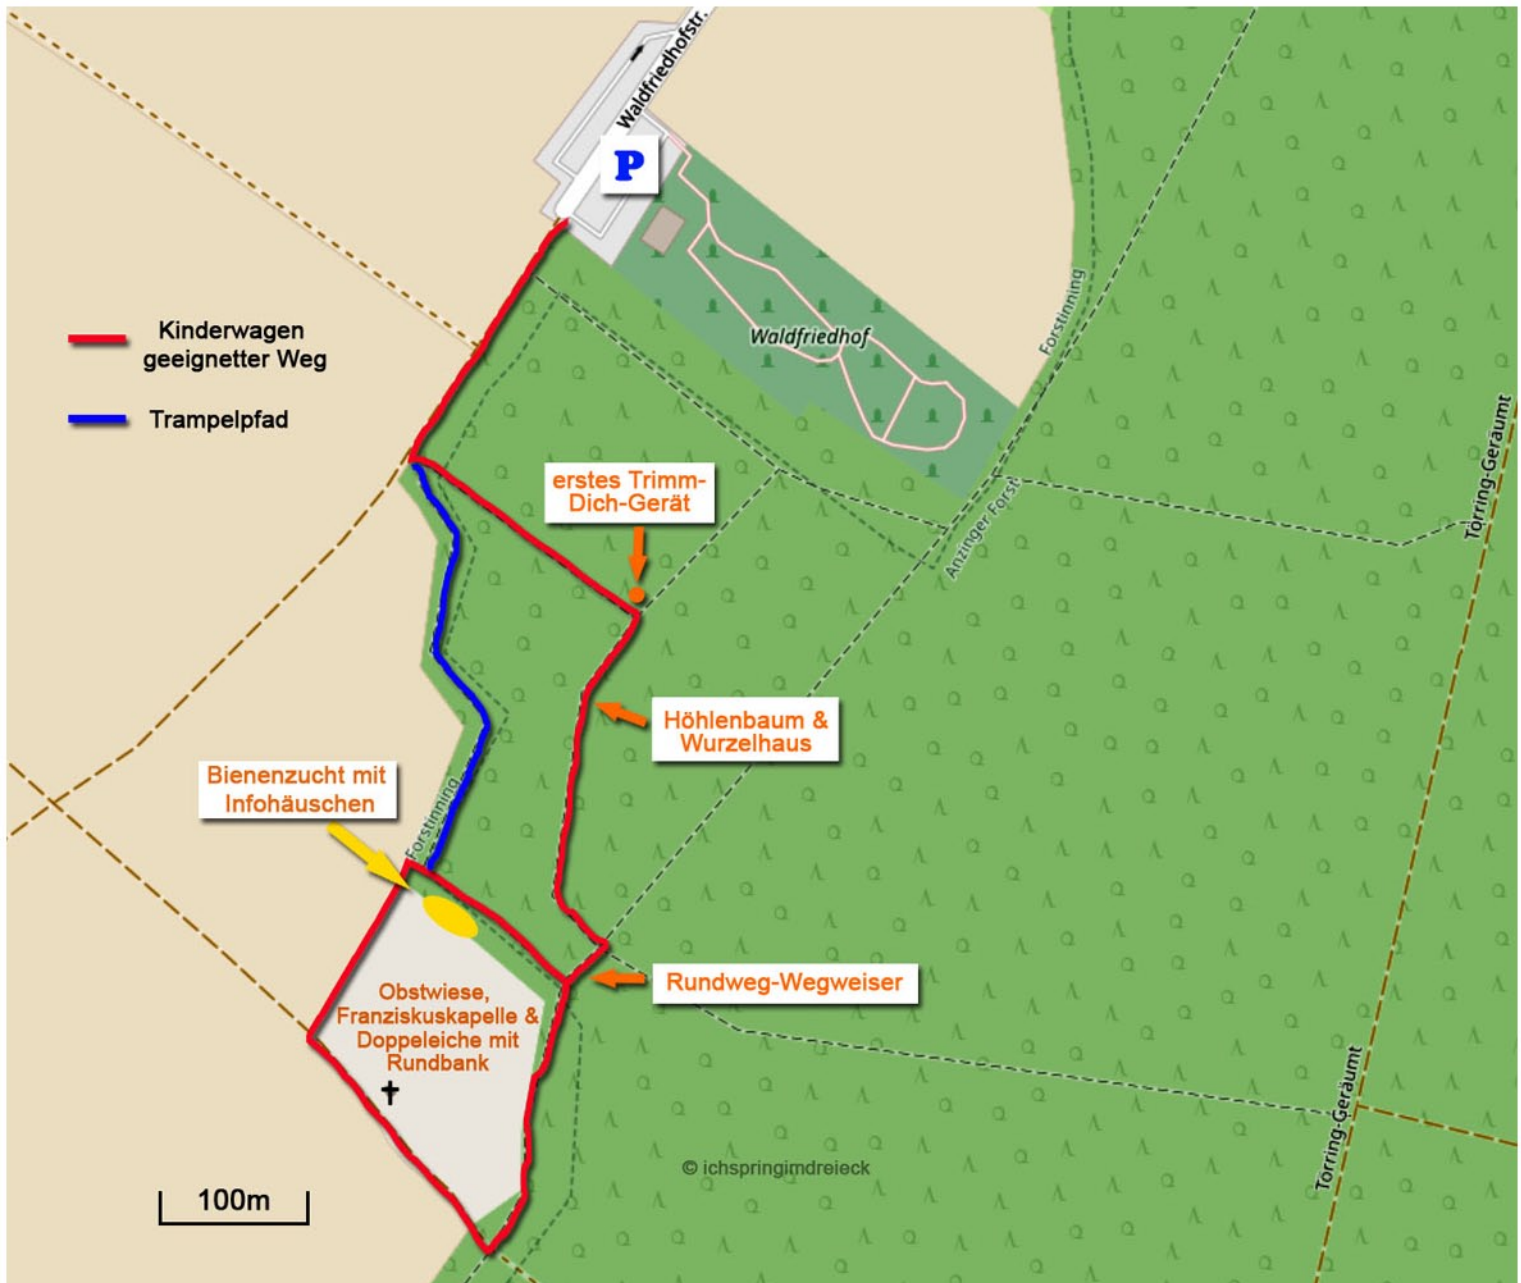 Waldfriedhofstr.
P
Kinderwagen
geeignetter Weg
Trampelpfad
Waldfriedhof
Forstinning
Anzinger Forst
Törring-Geräumt
erstes Trimm-
Dich-Gerät
Höhlenbaum &
Wurzelhaus
Bienenzucht mit
Infohäuschen
Forstinning
Rundweg-Wegweiser
Obstwiese,
Franziskuskapelle &
Doppeleiche mit
Rundbank
Törring-Geräumt
© ichspringimdreieck
100m